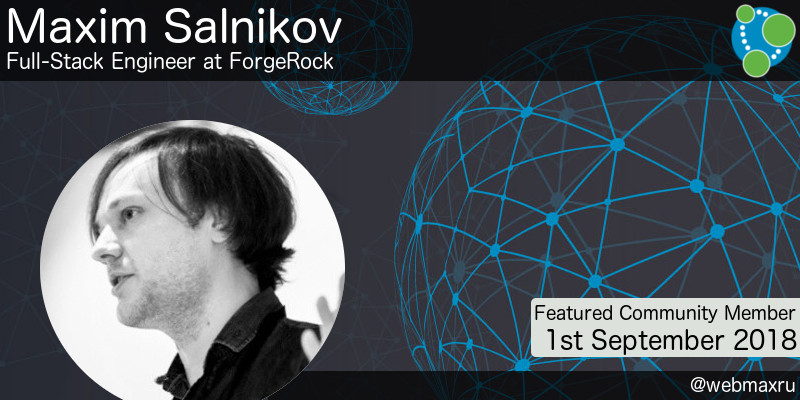 Maxim Salnikov
Full-Stack Engineer at ForgeRock
Featured Community Member
1st September 2018
@webmaxru